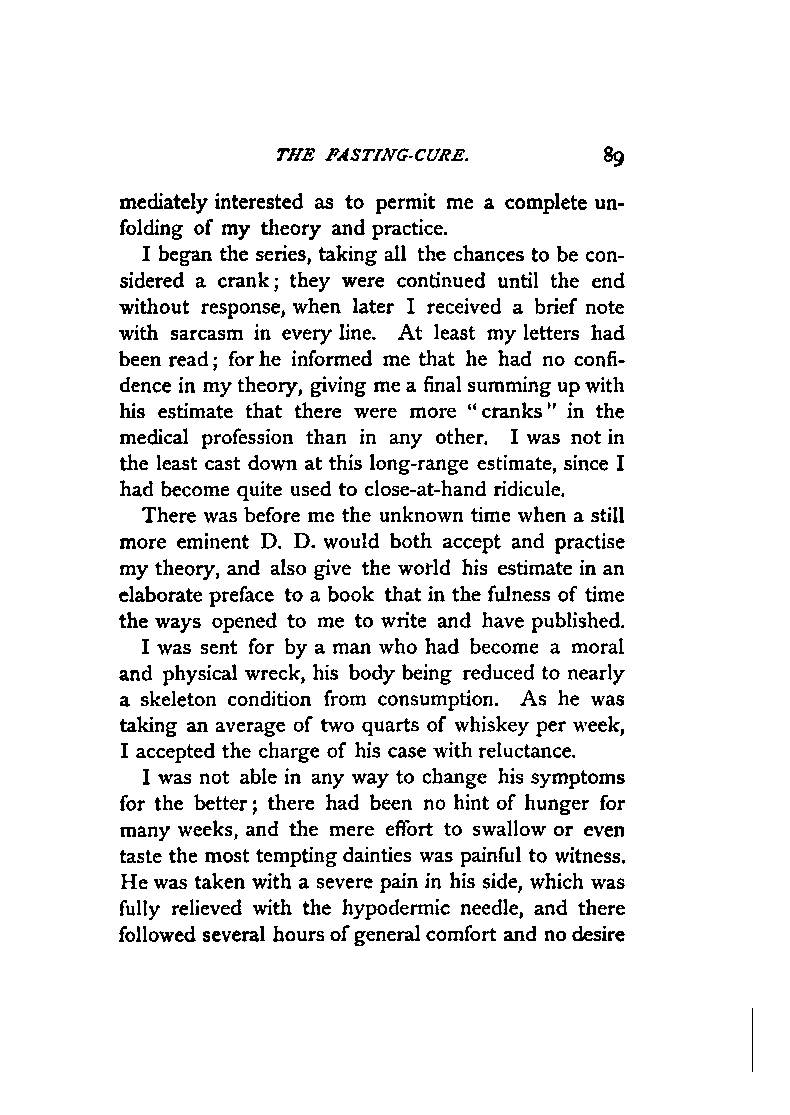 THE FASTING-CURE. 89
mediately interested as to permit me a complete un-
folding of my theory and practice.
I began the series, taking all the chances to be con-
sidered a crank; they were continued until the end
without response, when later I received a brief note
with sarcasm in every line. At least my letters had
been read; for he informed me that he had no confi-
dence in my theory, giving me a final summing up with
his estimate that there were more "cranks" in the
medical profession than in any other. I was not in
the least cast down at this long-range estimate, since I
had become quite used to close-at-hand ridicule.
There was before me the unknown time when a still
more eminent D. D. would both accept and practise
my theory, and also give the world his estimate in an
elaborate preface to a book that in the fulness of time
the ways opened to me to write and have published.
I was sent for by a man who had become a moral
and physical wreck, his body being reduced to nearly
a skeleton condition from consumption. As he was
taking an average of two quarts of whiskey per week,
I accepted the charge of his case with reluctance.
I was not able in any way to change his symptoms
for the better; there had been no hint of hunger for
many weeks, and the mere effort to swallow or even
taste the most tempting dainties was painful to witness.
He was taken with a severe pain in his side, which was
fully relieved with the hypodermic needle, and there
followed several hours of general comfort and no desire